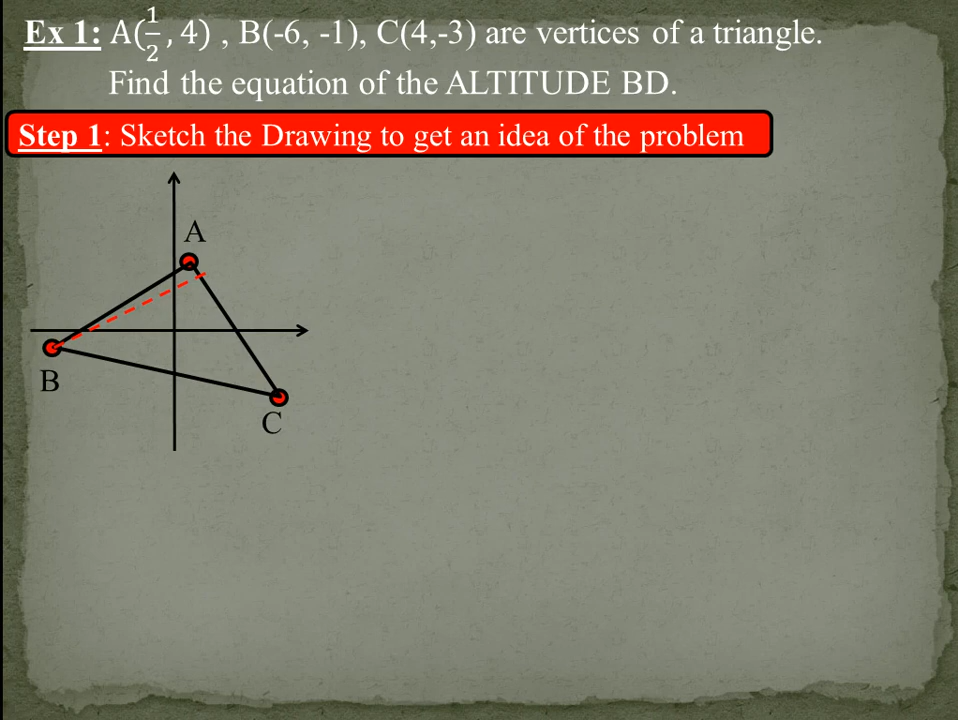 Ex 1: A(1/2, 4) , B(-6, -1), C(4,-3) are vertices of a triangle.
Find the equation of the ALTITUDE BD.
Step 1: Sketch the Drawing to get an idea of the problem
A
B
C